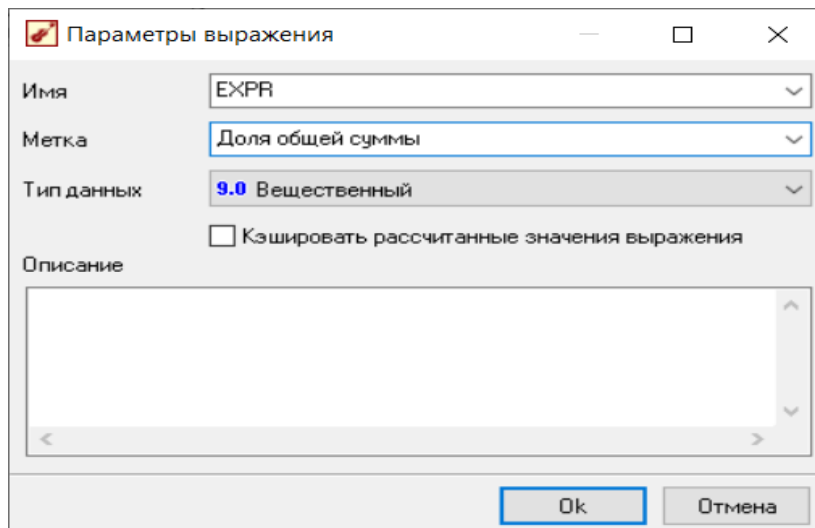 Параметры выражения
Имя EXPR
Метка Доля общей суммы
Тип данных 9.0 Вещественный
Кэшировать рассчитанные значения выражения
Описание
Ok Отмена